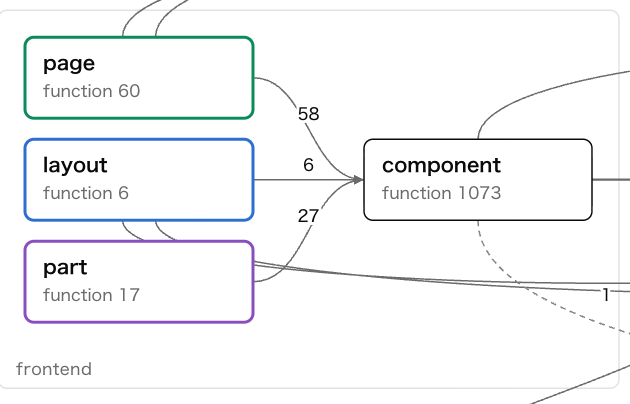 page
function 60
58
layout
function 6
6
component
function 1073
27
part
function 17
1
frontend